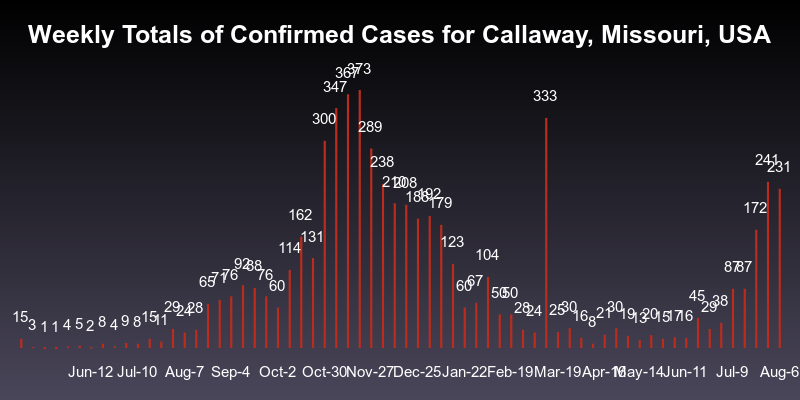 Weekly Totals of Confirmed Cases for Callaway, Missouri, USA
15 3 1 1 4 5 2 8 4 9 8 15 11 29 24 28 65 71 76 92 88 76 60 114 162 131 300 347 367 373 289 238 210 208 188 192 179 123 60 67 104 50 50 28 24 333 25 30 16 8 21 30 19 13 20 15 17 16 45 29 38 87 87 172 241 231
Jun-12 Jul-10 Aug-7 Sep-4 Oct-2 Oct-30 Nov-27 Dec-25 Jan-22 Feb-19 Mar-19 Apr-16 May-14 Jun-11 Jul-9 Aug-6